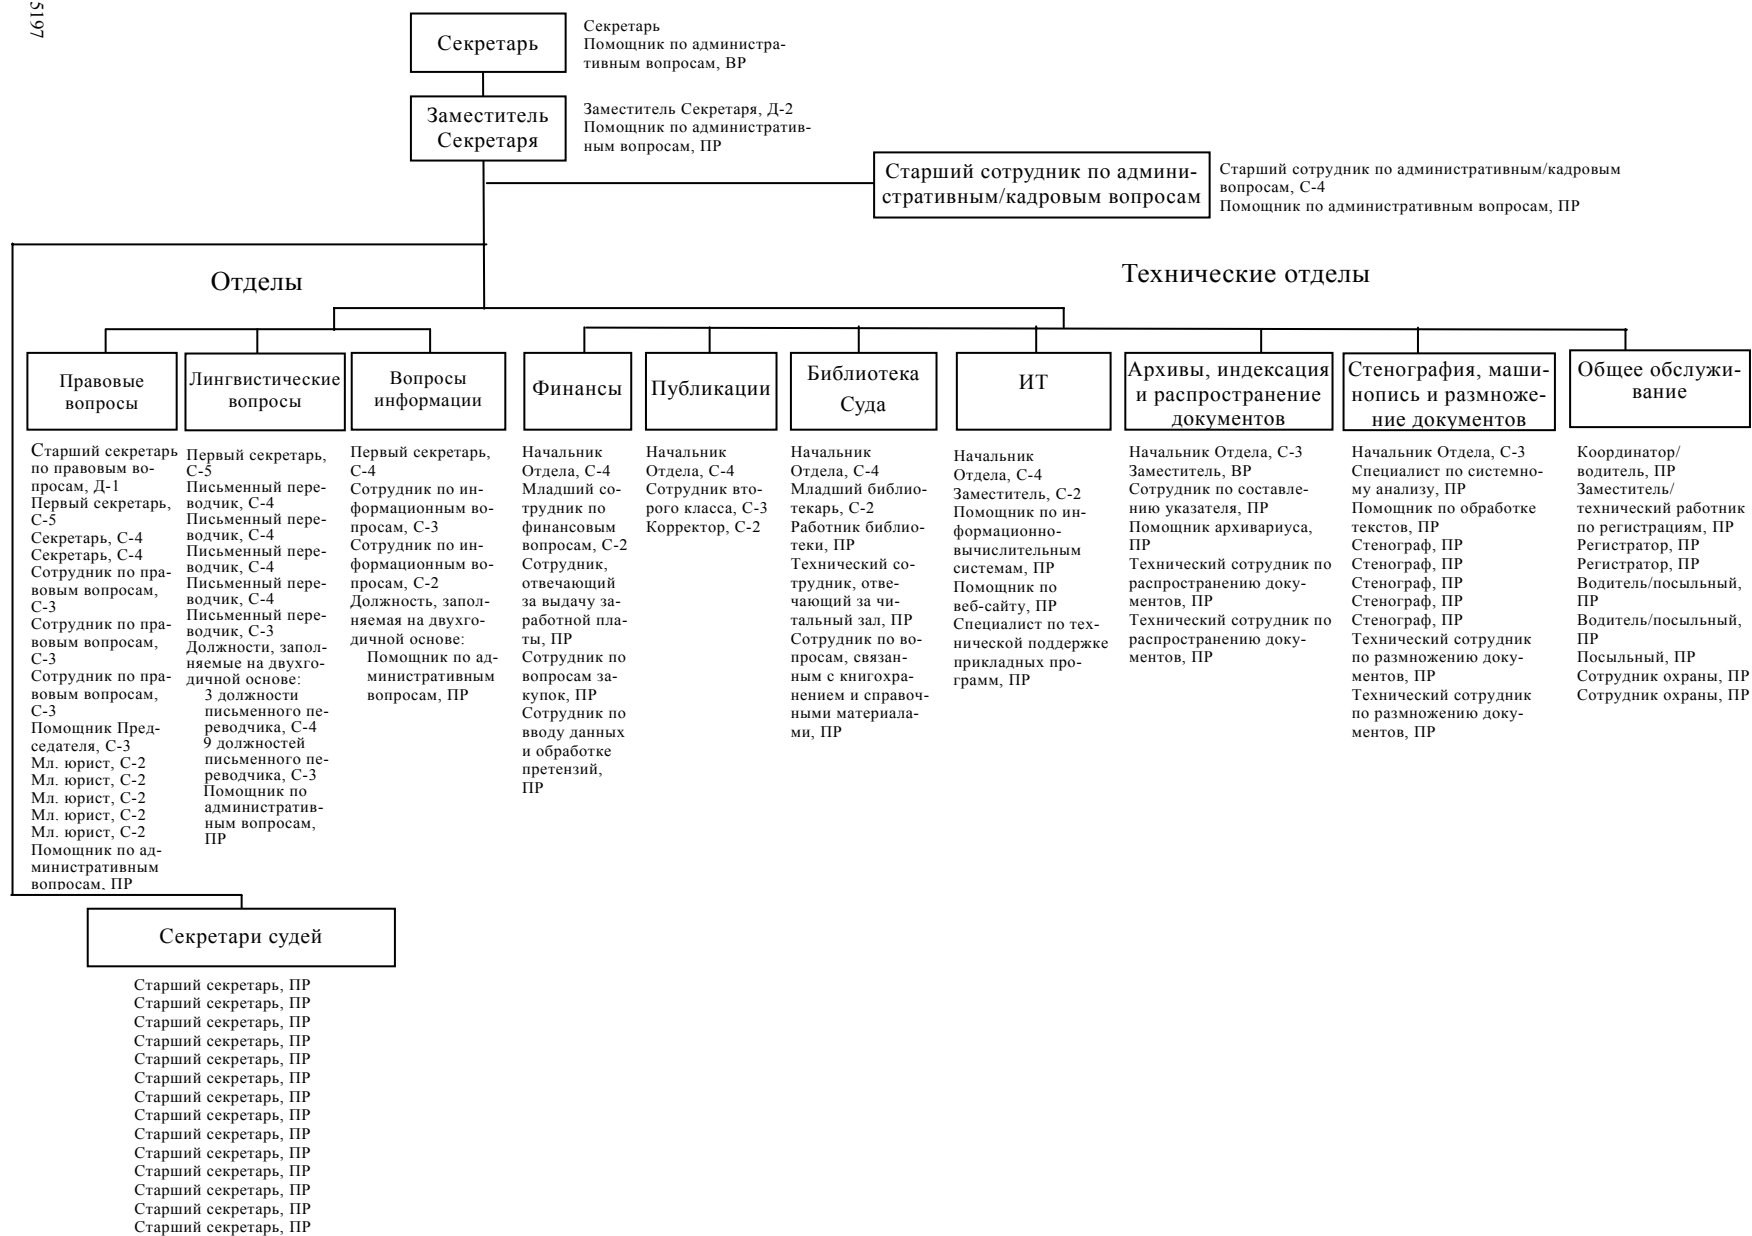 5197
Секретарь
Секретарь
Помощник по администра-
тивным вопросам, ВР
Заместитель
Секретаря
Заместитель Секретаря, Д-2
Помощник по административ-
ным вопросам, ПР
Старший сотрудник по админи-
стративным/кадровым вопросам
Старший сотрудник по административным/кадровым
вопросам, С-4
Помощник по административным вопросам, ПР
Отделы
Технические отделы
Правовые
вопросы
Старший секретарь
по правовым во-
просам, Д-1
Первый секретарь,
С-5
Секретарь, С-4
Секретарь, С-4
Сотрудник по пра-
вовым вопросам,
С-3
Сотрудник по пра-
вовым вопросам,
С-3
Сотрудник по пра-
вовым вопросам,
С-3
Помощник Пред-
седателя, С-3
Мл. юрист, С-2
Мл. юрист, С-2
Мл. юрист, С-2
Мл. юрист, С-2
Мл. юрист, С-2
Помощник по ад-
министративным
вопросам, ПР
Лингвистические
вопросы
Первый секретарь,
С-5
Письменный пере-
водчик, С-4
Письменный пере-
водчик, С-4
Письменный пере-
водчик, С-4
Письменный пере-
водчик, С-4
Письменный пере-
водчик, С-3
Должности, запол-
няемые на двухго-
дичной основе:
3 должности
письменного пе-
реводчика, С-4
9 должностей
письменного пе-
реводчика, С-3
Помощник по
административ-
ным вопросам,
ПР
Вопросы
информации
Первый секретарь,
С-4
Сотрудник по ин-
формационным во-
просам, С-3
Сотрудник по ин-
формационным во-
просам, С-2
Должность, запол-
няемая на двухго-
дичной основе:
Помощник по ад-
министративным
вопросам, ПР
Финансы
Начальник
Отдела, С-4
Младший со-
трудник по
финансовым
вопросам, С-2
Сотрудник,
отвечающий
за выдачу за-
работной пла-
ты, ПР
Сотрудник по
вопросам за-
купок, ПР
Сотрудник по
вводу данных
и обработке
претензий,
ПР
Публикации
Начальник
Отдела, С-4
Сотрудник вто-
рого класса, С-3
Корректор, С-2
Библиотека
Суда
Начальник
Отдела, С-4
Младший библио-
текарь, С-2
Работник библио-
теки, ПР
Технический со-
трудник, отве-
чающий за чи-
тальный зал, ПР
Сотрудник по во-
просам, связан-
ным с книгохра-
нением и справоч-
ными материала-
ми, ПР
ИТ
Начальник
Отдела, С-4
Заместитель, С-2
Помощник по ин-
формационно-
вычислительным
системам, ПР
Помощник по
веб-сайту, ПР
Специалист по тех-
нической поддержке
прикладных про-
грамм, ПР
Архивы, индексация
и распространение
документов
Начальник Отдела, С-3
Заместитель, ВР
Сотрудник по составле-
нию указателя, ПР
Помощник архивариуса,
ПР
Технический сотрудник по
распространению доку-
ментов, ПР
Технический сотрудник по
распространению доку-
ментов, ПР
Стенография, маши-
нопись и размноже-
ние документов
Начальник Отдела, С-3
Специалист по системно-
му анализу, ПР
Помощник по обработке
текстов, ПР
Стенограф, ПР
Стенограф, ПР
Стенограф, ПР
Стенограф, ПР
Стенограф, ПР
Технический сотрудник
по размножению доку-
ментов, ПР
Технический сотрудник
по размножению доку-
ментов, ПР
Общее обслужи-
вание
Координатор/
водитель, ПР
Заместитель/
технический работник
по регистрациям, ПР
Регистратор, ПР
Регистратор, ПР
Водитель/посыльный,
ПР
Водитель/посыльный,
ПР
Посыльный, ПР
Сотрудник охраны, ПР
Сотрудник охраны, ПР
Секретари судей
Старший секретарь, ПР
Старший секретарь, ПР
Старший секретарь, ПР
Старший секретарь, ПР
Старший секретарь, ПР
Старший секретарь, ПР
Старший секретарь, ПР
Старший секретарь, ПР
Старший секретарь, ПР
Старший секретарь, ПР
Старший секретарь, ПР
Старший секретарь, ПР
Старший секретарь, ПР
Старший секретарь, ПР